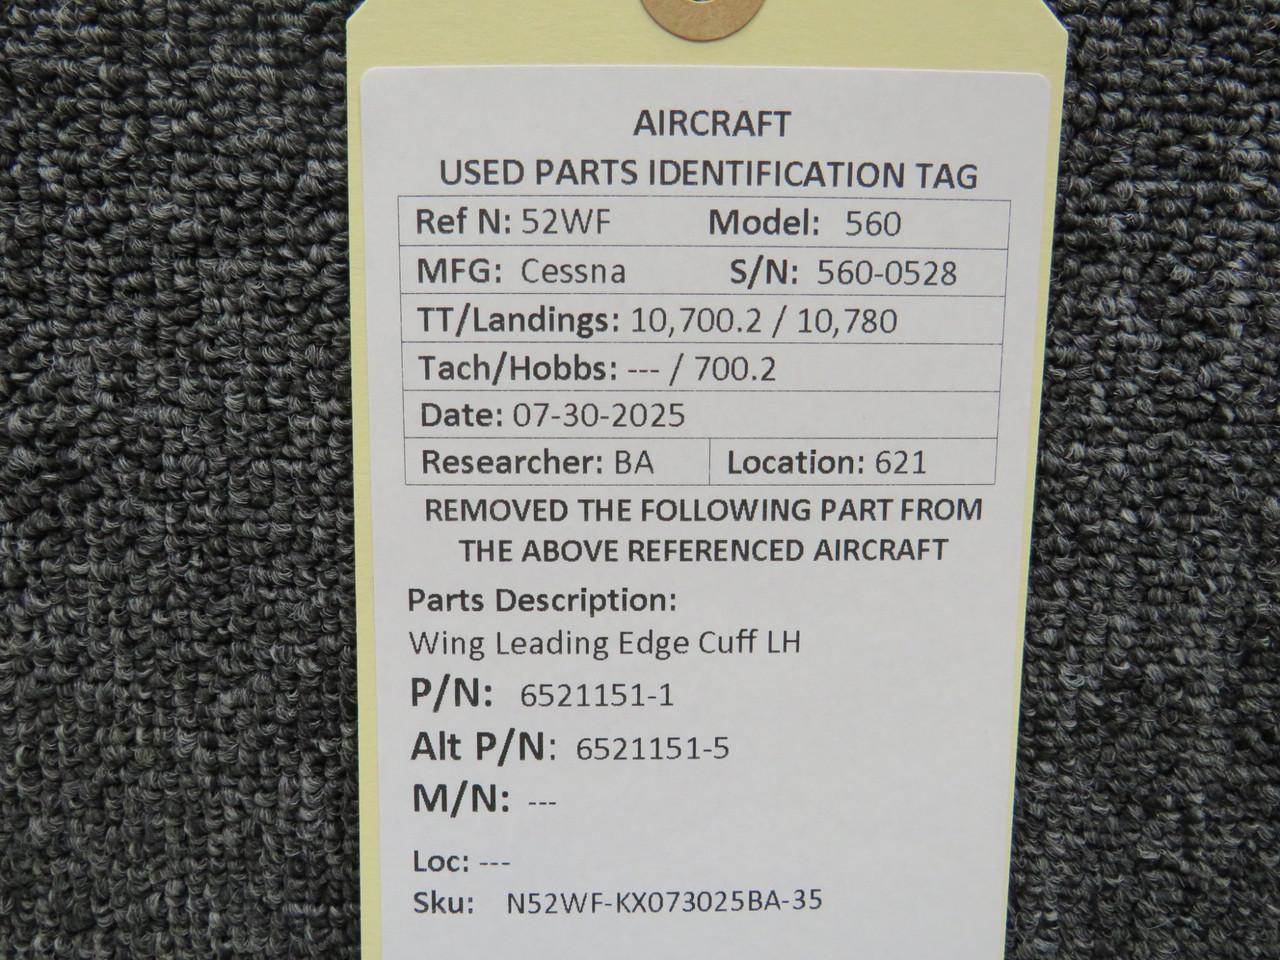 AIRCRAFT
USED PARTS IDENTIFICATION TAG
Ref N: 52WF Model: 560
MFG: Cessna S/N: 560-0528
TT/Landings: 10,700.2 / 10,780
Tach/Hobbs: --- / 700.2
Date: 07-30-2025
Researcher: BA Location: 621
REMOVED THE FOLLOWING PART FROM
THE ABOVE REFERENCED AIRCRAFT
Parts Description:
Wing Leading Edge Cuff LH
P/N: 6521151-1
Alt P/N: 6521151-5
M/N: ---
Loc: ---
Sku: N52WF-KX073025BA-35